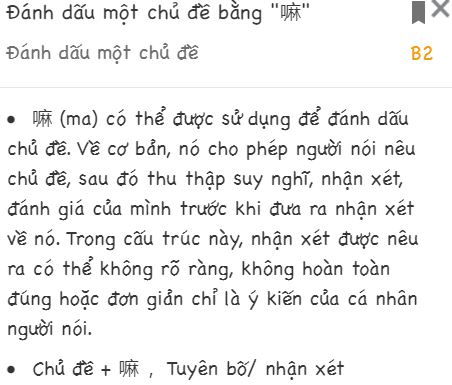 Đánh dấu một chủ đề bằng "嘛"
Đánh dấu một chủ đề
B2
• 嘛 (ma) có thể được sử dụng để đánh dấu
chủ đề. Về cơ bản, nó cho phép người nói nêu
chủ đề, sau đó thu thập suy nghĩ, nhận xét,
đánh giá của mình trước khi đưa ra nhận xét
về nó. Trong cấu trúc này, nhận xét được nêu
ra có thể không rõ ràng, không hoàn toàn
đúng hoặc đơn giản chỉ là ý kiến của cá nhân
người nói.
• Chủ đề + 嘛 ，Tuyên bố/ nhận xét